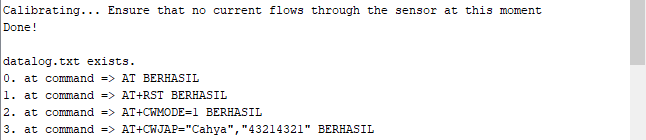 Calibrating... Ensure that no current flows through the sensor at this moment
Done!
datalog.txt exists.
0. at command => AT BERHASIL
1. at command => AT+RST BERHASIL
2. at command => AT+CWMODE=1 BERHASIL
3. at command => AT+CWJAP="Cahya","43214321" BERHASIL